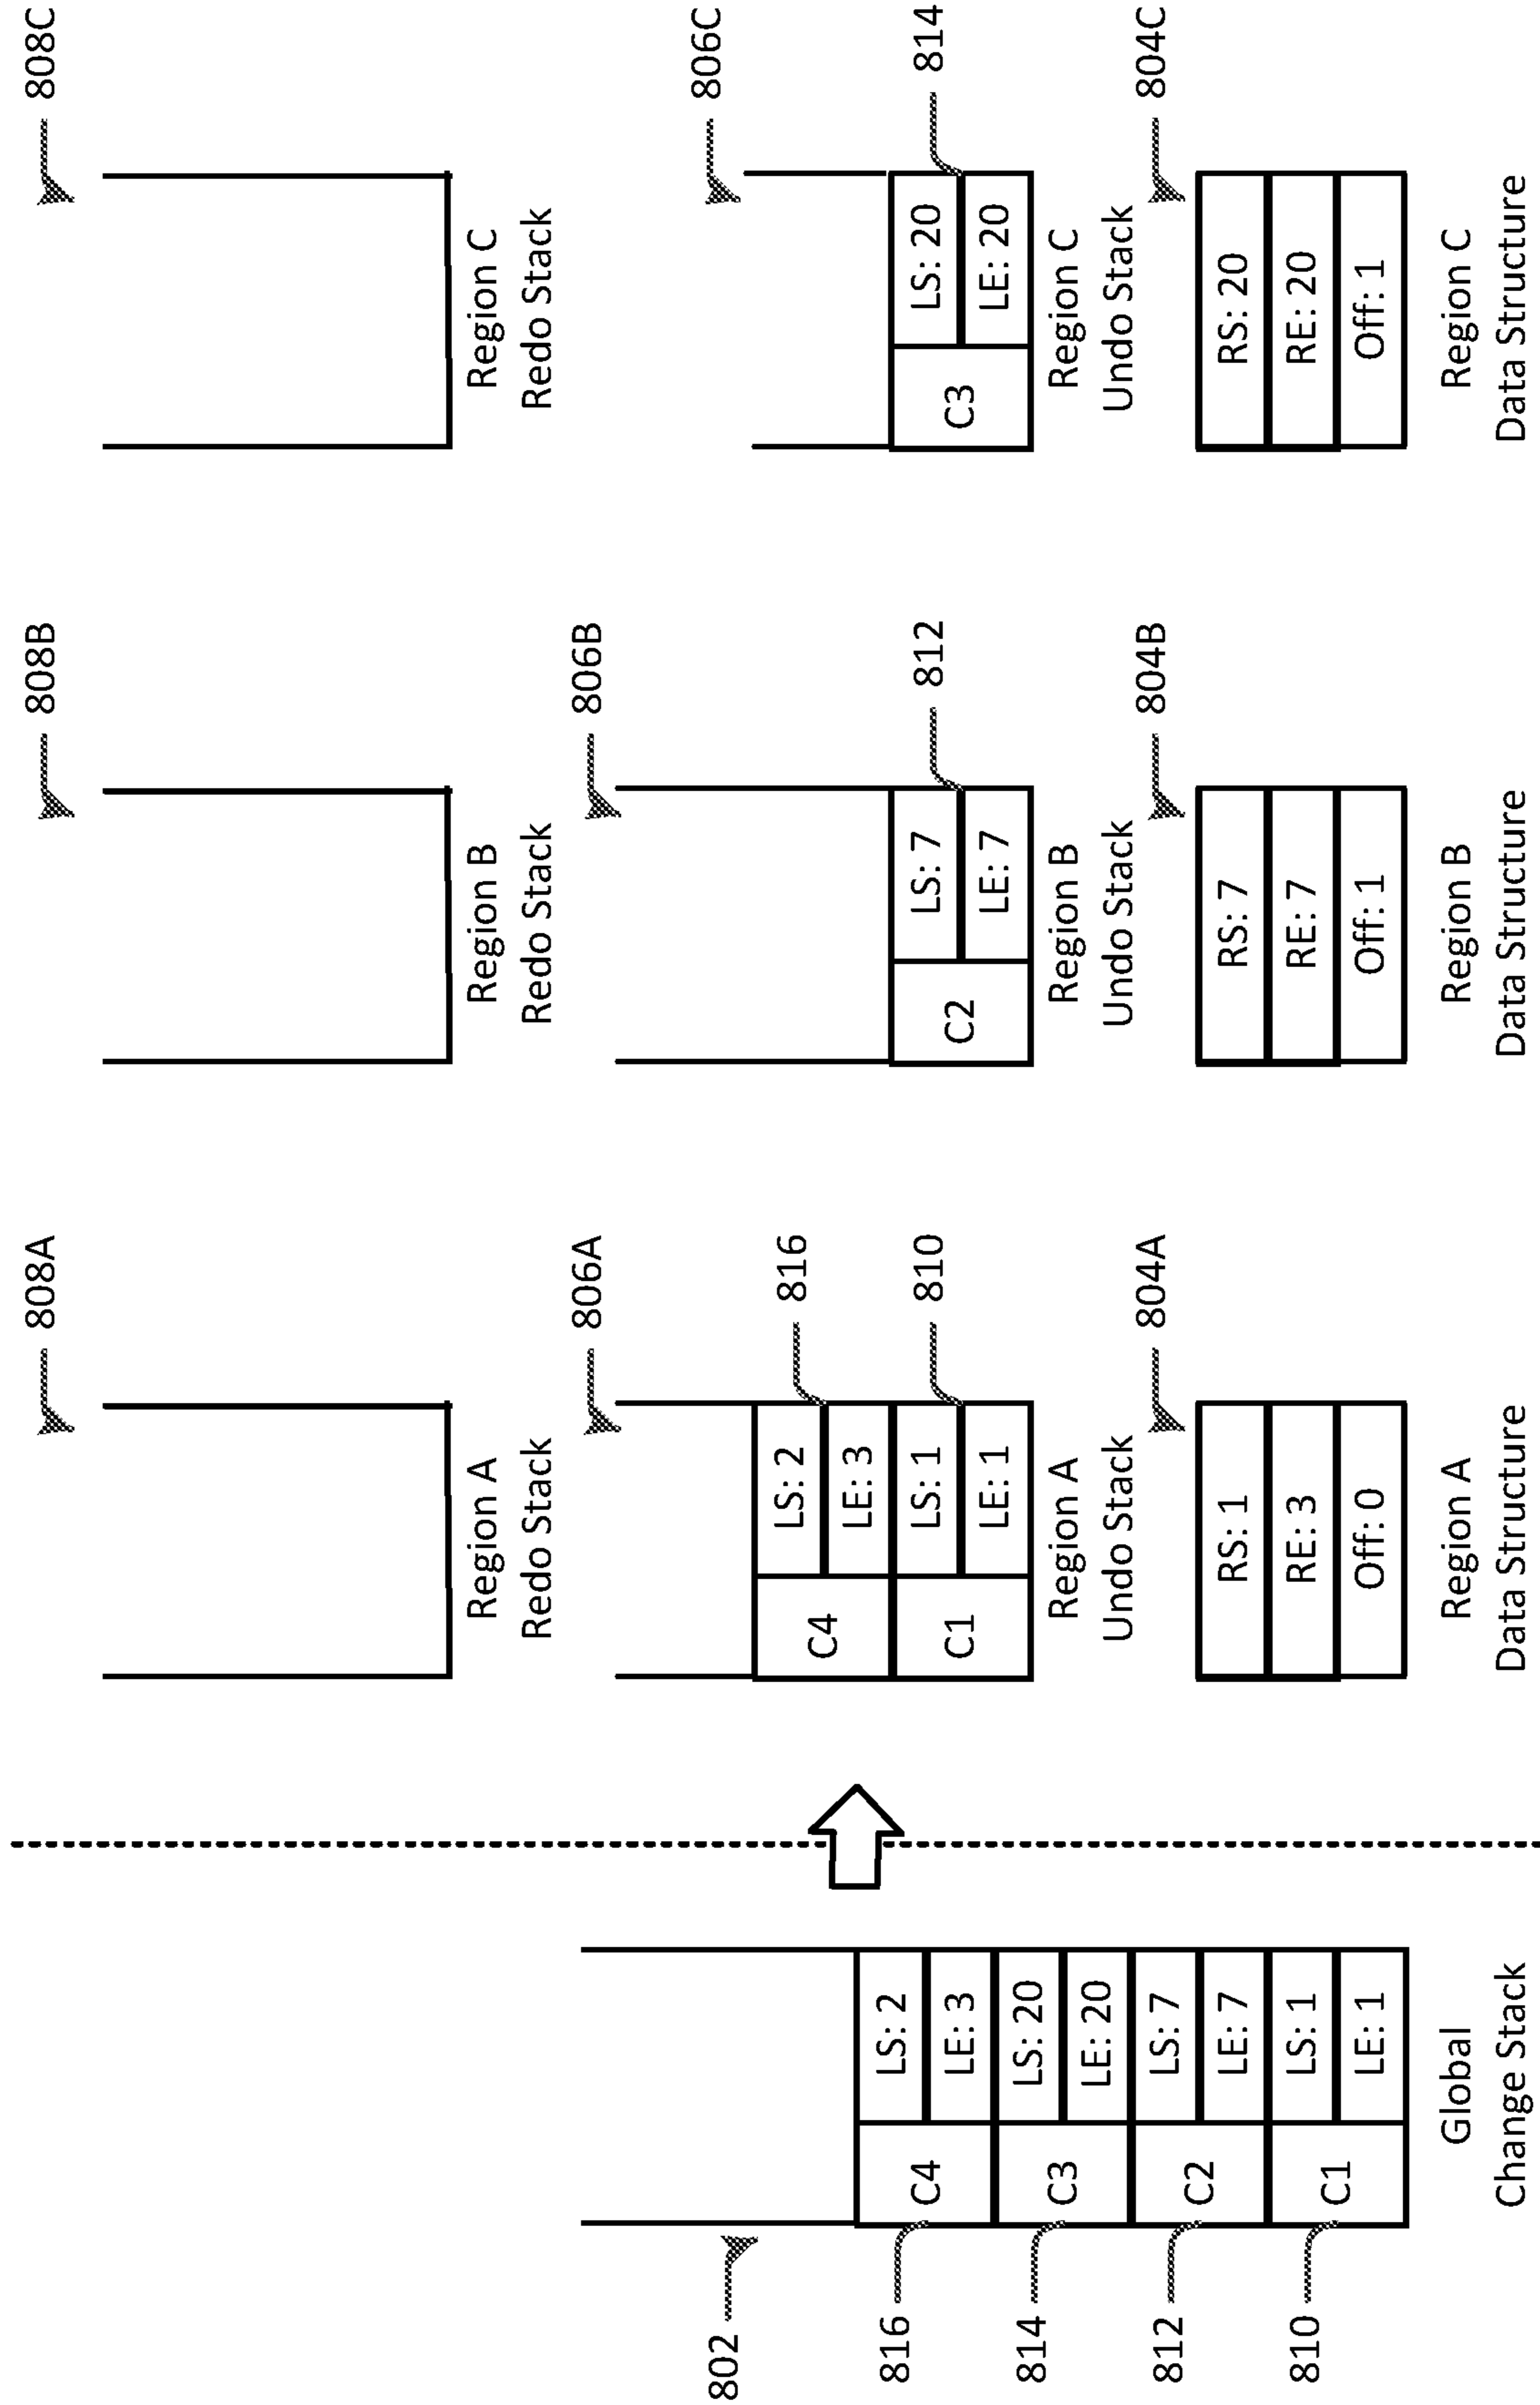 808A
808B
808C
Region A
Redo Stack
Region B
Redo Stack
Region C
Redo Stack
802
806A
806B
806C
816
C4
LS: 2
LE: 3
814
C3
LS: 20
LE: 20
812
C2
LS: 7
LE: 7
810
C1
LS: 1
LE: 1
Global
Change Stack
C4
LS: 2
LE: 3
816
C1
LS: 1
LE: 1
810
Region A
Undo Stack
804A
RS: 1
RE: 3
Off: 0
Region A
Data Structure
C2
LS: 7
LE: 7
812
Region B
Undo Stack
804B
RS: 7
RE: 7
Off: 1
Region B
Data Structure
C3
LS: 20
LE: 20
814
Region C
Undo Stack
804C
RS: 20
RE: 20
Off: 1
Region C
Data Structure